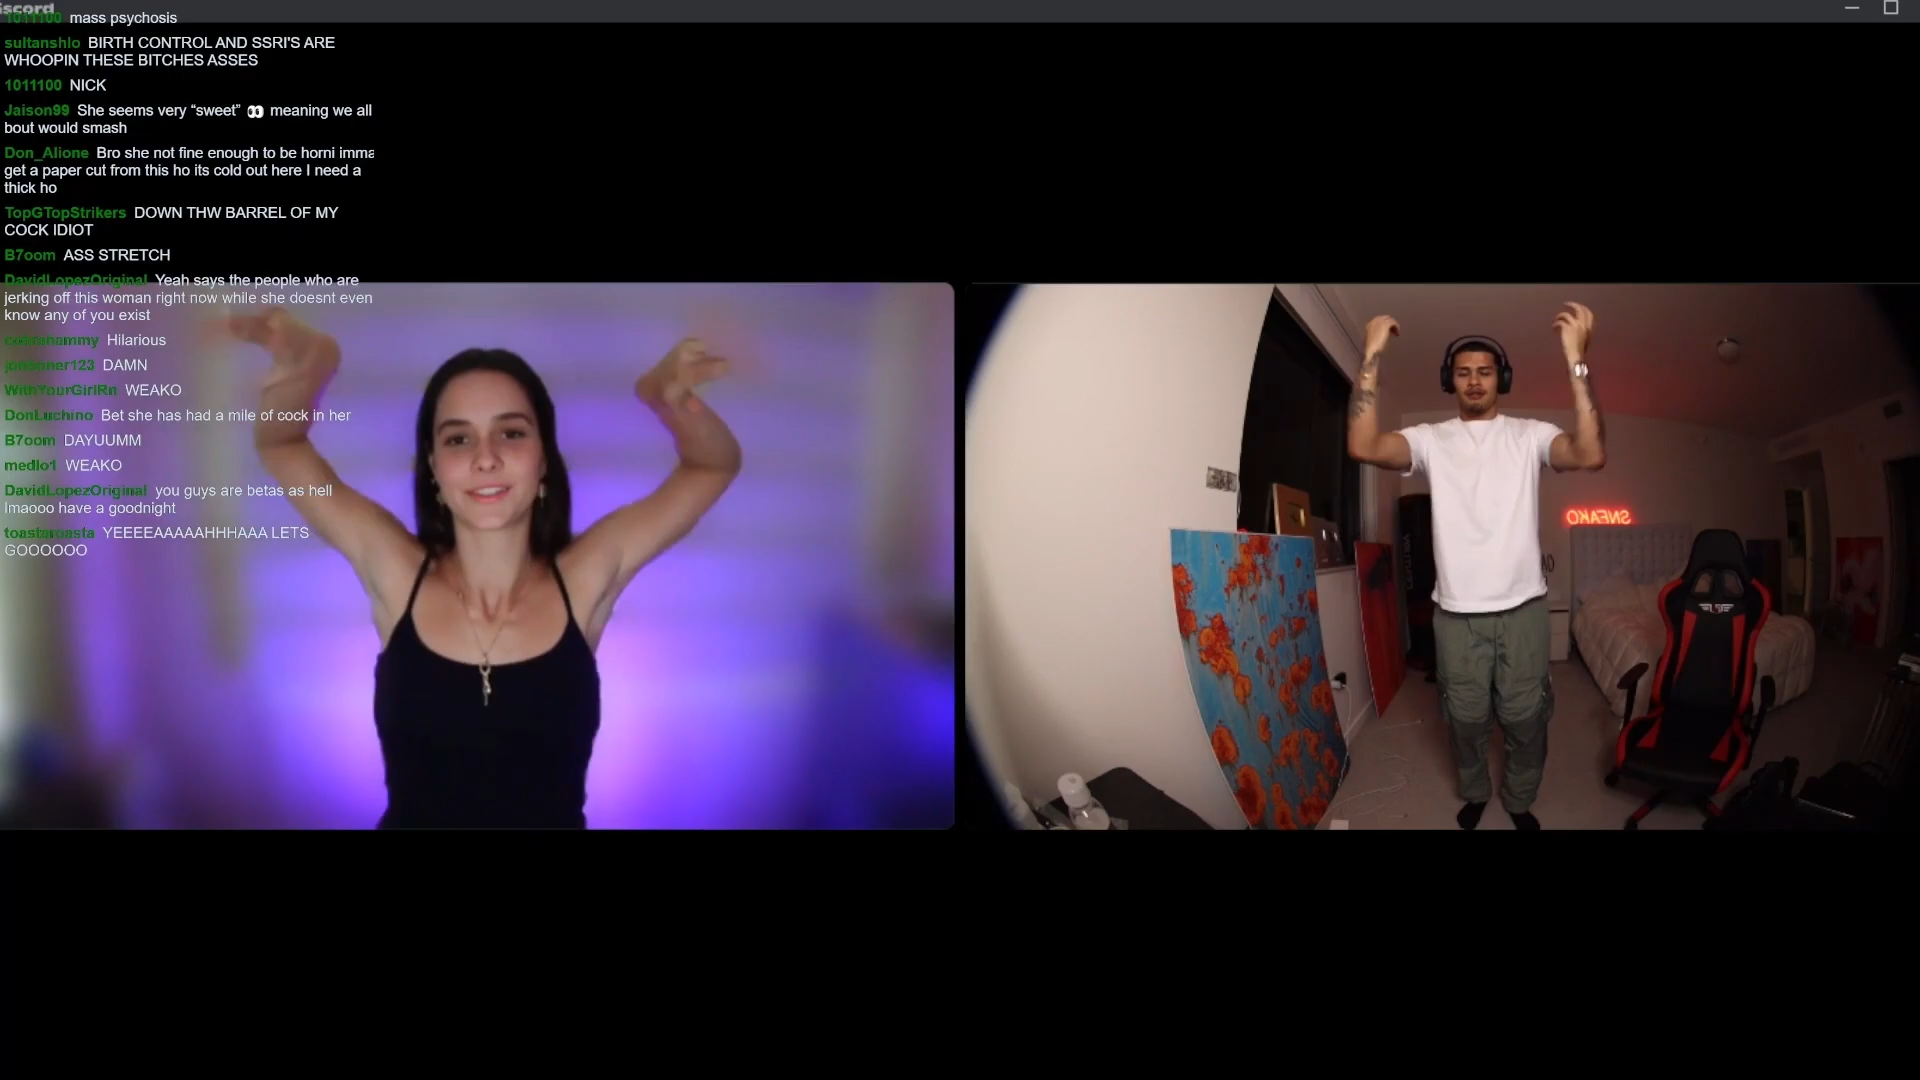 iscord
1011100 mass psychosis
sultanshlo BIRTH CONTROL AND SSRI'S ARE
WHOOPIN THESE BITCHES ASSES
1011100 NICK
Jaison99 She seems very “sweet” 👀 meaning we all
bout would smash
Don_Alione Bro she not fine enough to be horni imma
get a paper cut from this ho its cold out here I need a
thick ho
TopGTopStrikers DOWN THW BARREL OF MY
COCK IDIOT
B7oom ASS STRETCH
DavidLopezOriginal Yeah says the people who are
jerking off this woman right now while she doesnt even
know any of you exist
Hilarious
DAMN
WithYourGirlRn WEAKO
DonLuchino Bet she has had a mile of cock in her
B7oom DAYUUMM
medlo1 WEAKO
DavidLopezOriginal you guys are betas as hell
lmaooo have a goodnight
YEEEEAAAAAHHHAAA LETS
GOOOOOO
SNEAKO